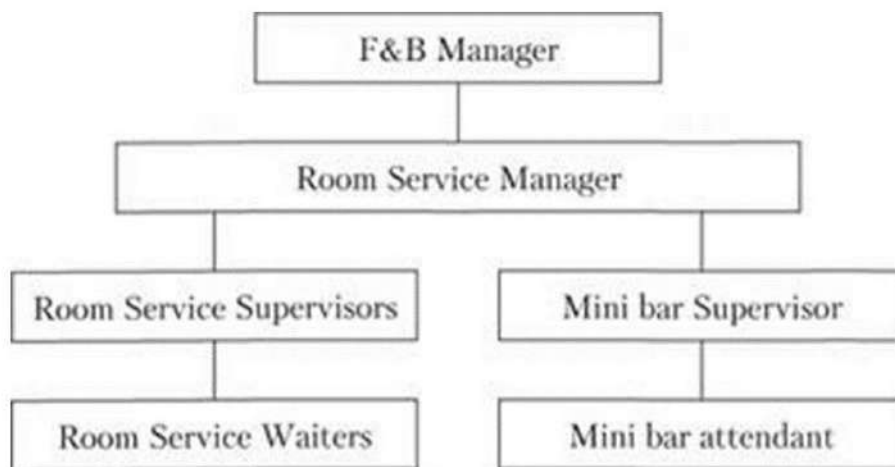 F&B Manager
Room Service Manager
Room Service Supervisors
Mini bar Supervisor
Room Service Waiters
Mini bar attendant